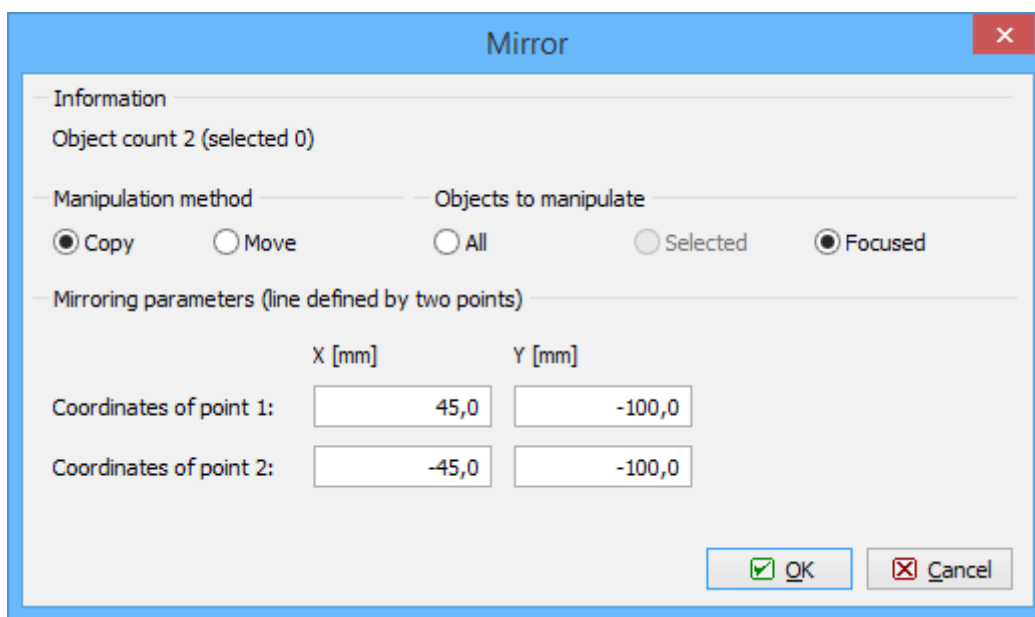 Mirror
Information
Object count 2 (selected 0)
Manipulation method Objects to manipulate
Copy Move All Selected Focused
Mirroring parameters (line defined by two points)
X [mm] Y [mm]
Coordinates of point 1: 45,0 -100,0
Coordinates of point 2: -45,0 -100,0
OK Cancel